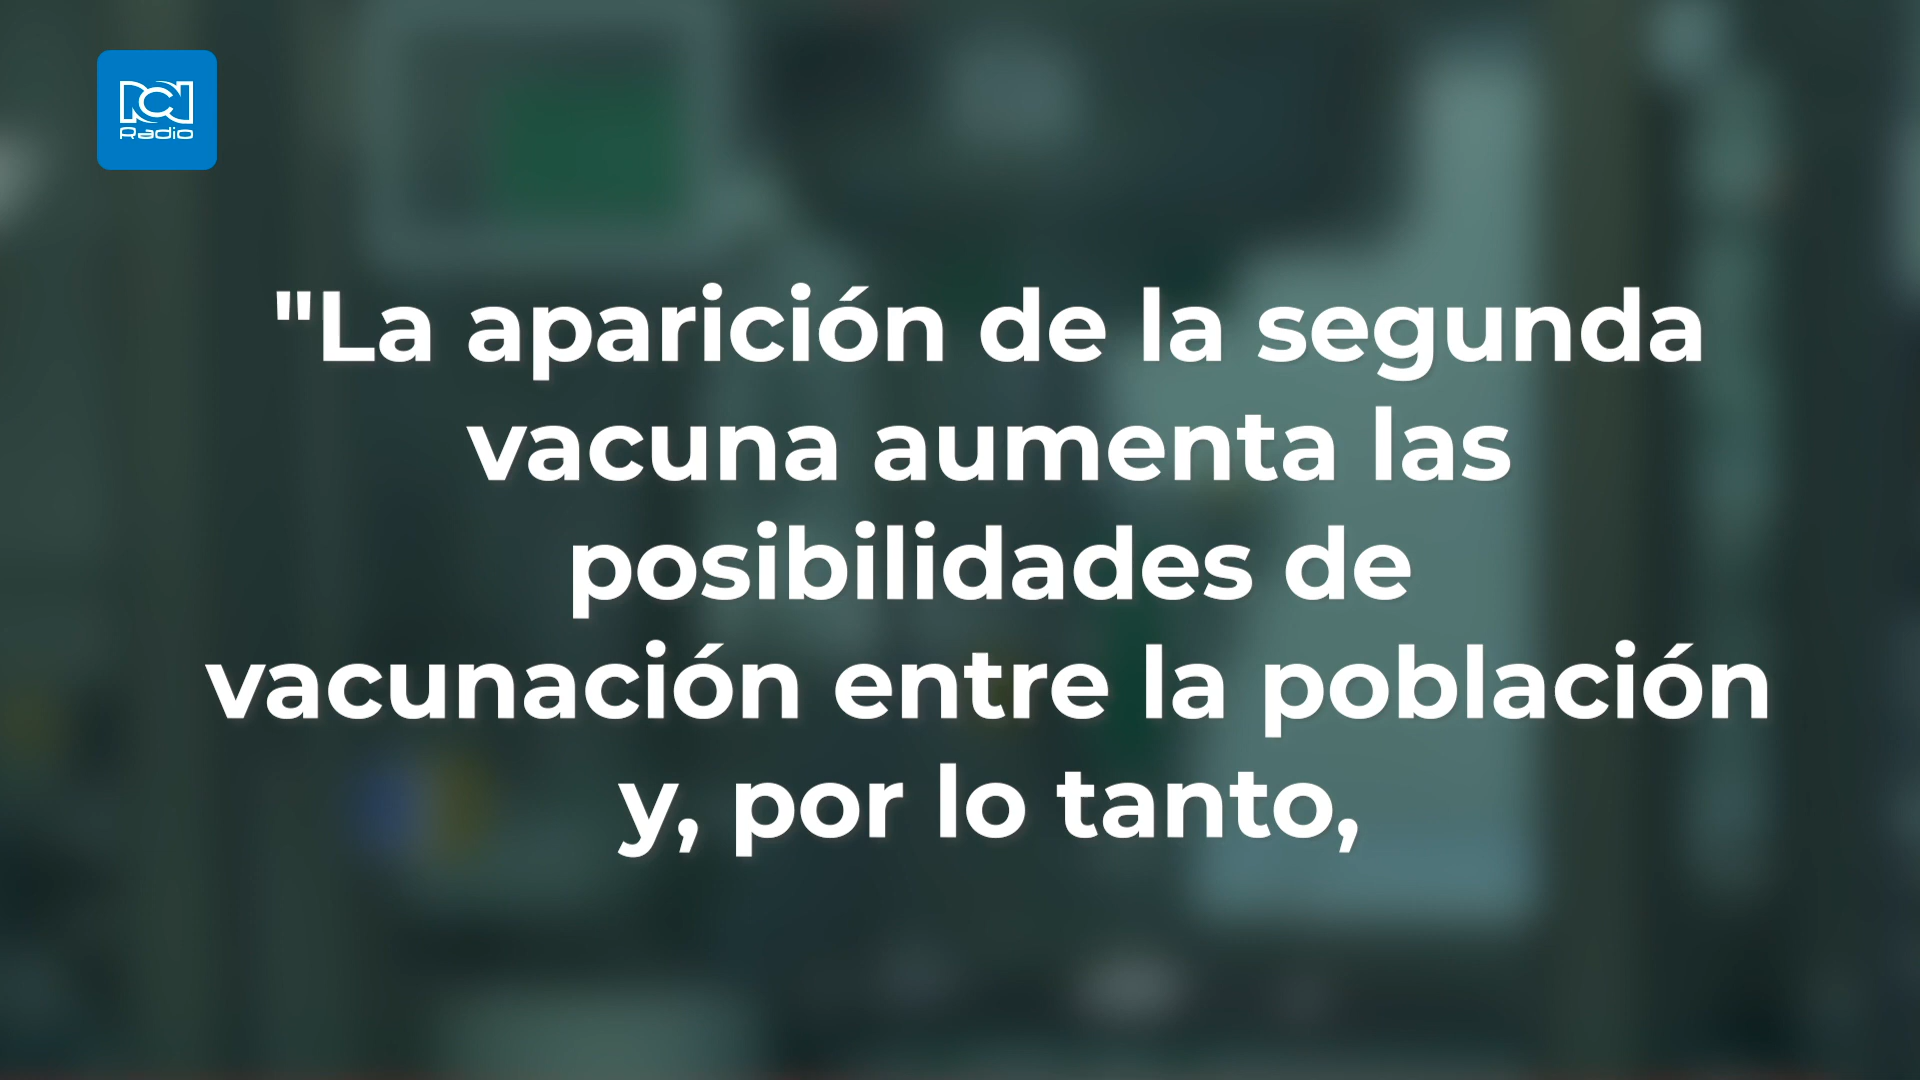 RCN
Radio
"La aparición de la segunda
vacuna aumenta las
posibilidades de
vacunación entre la población
y, por lo tanto,